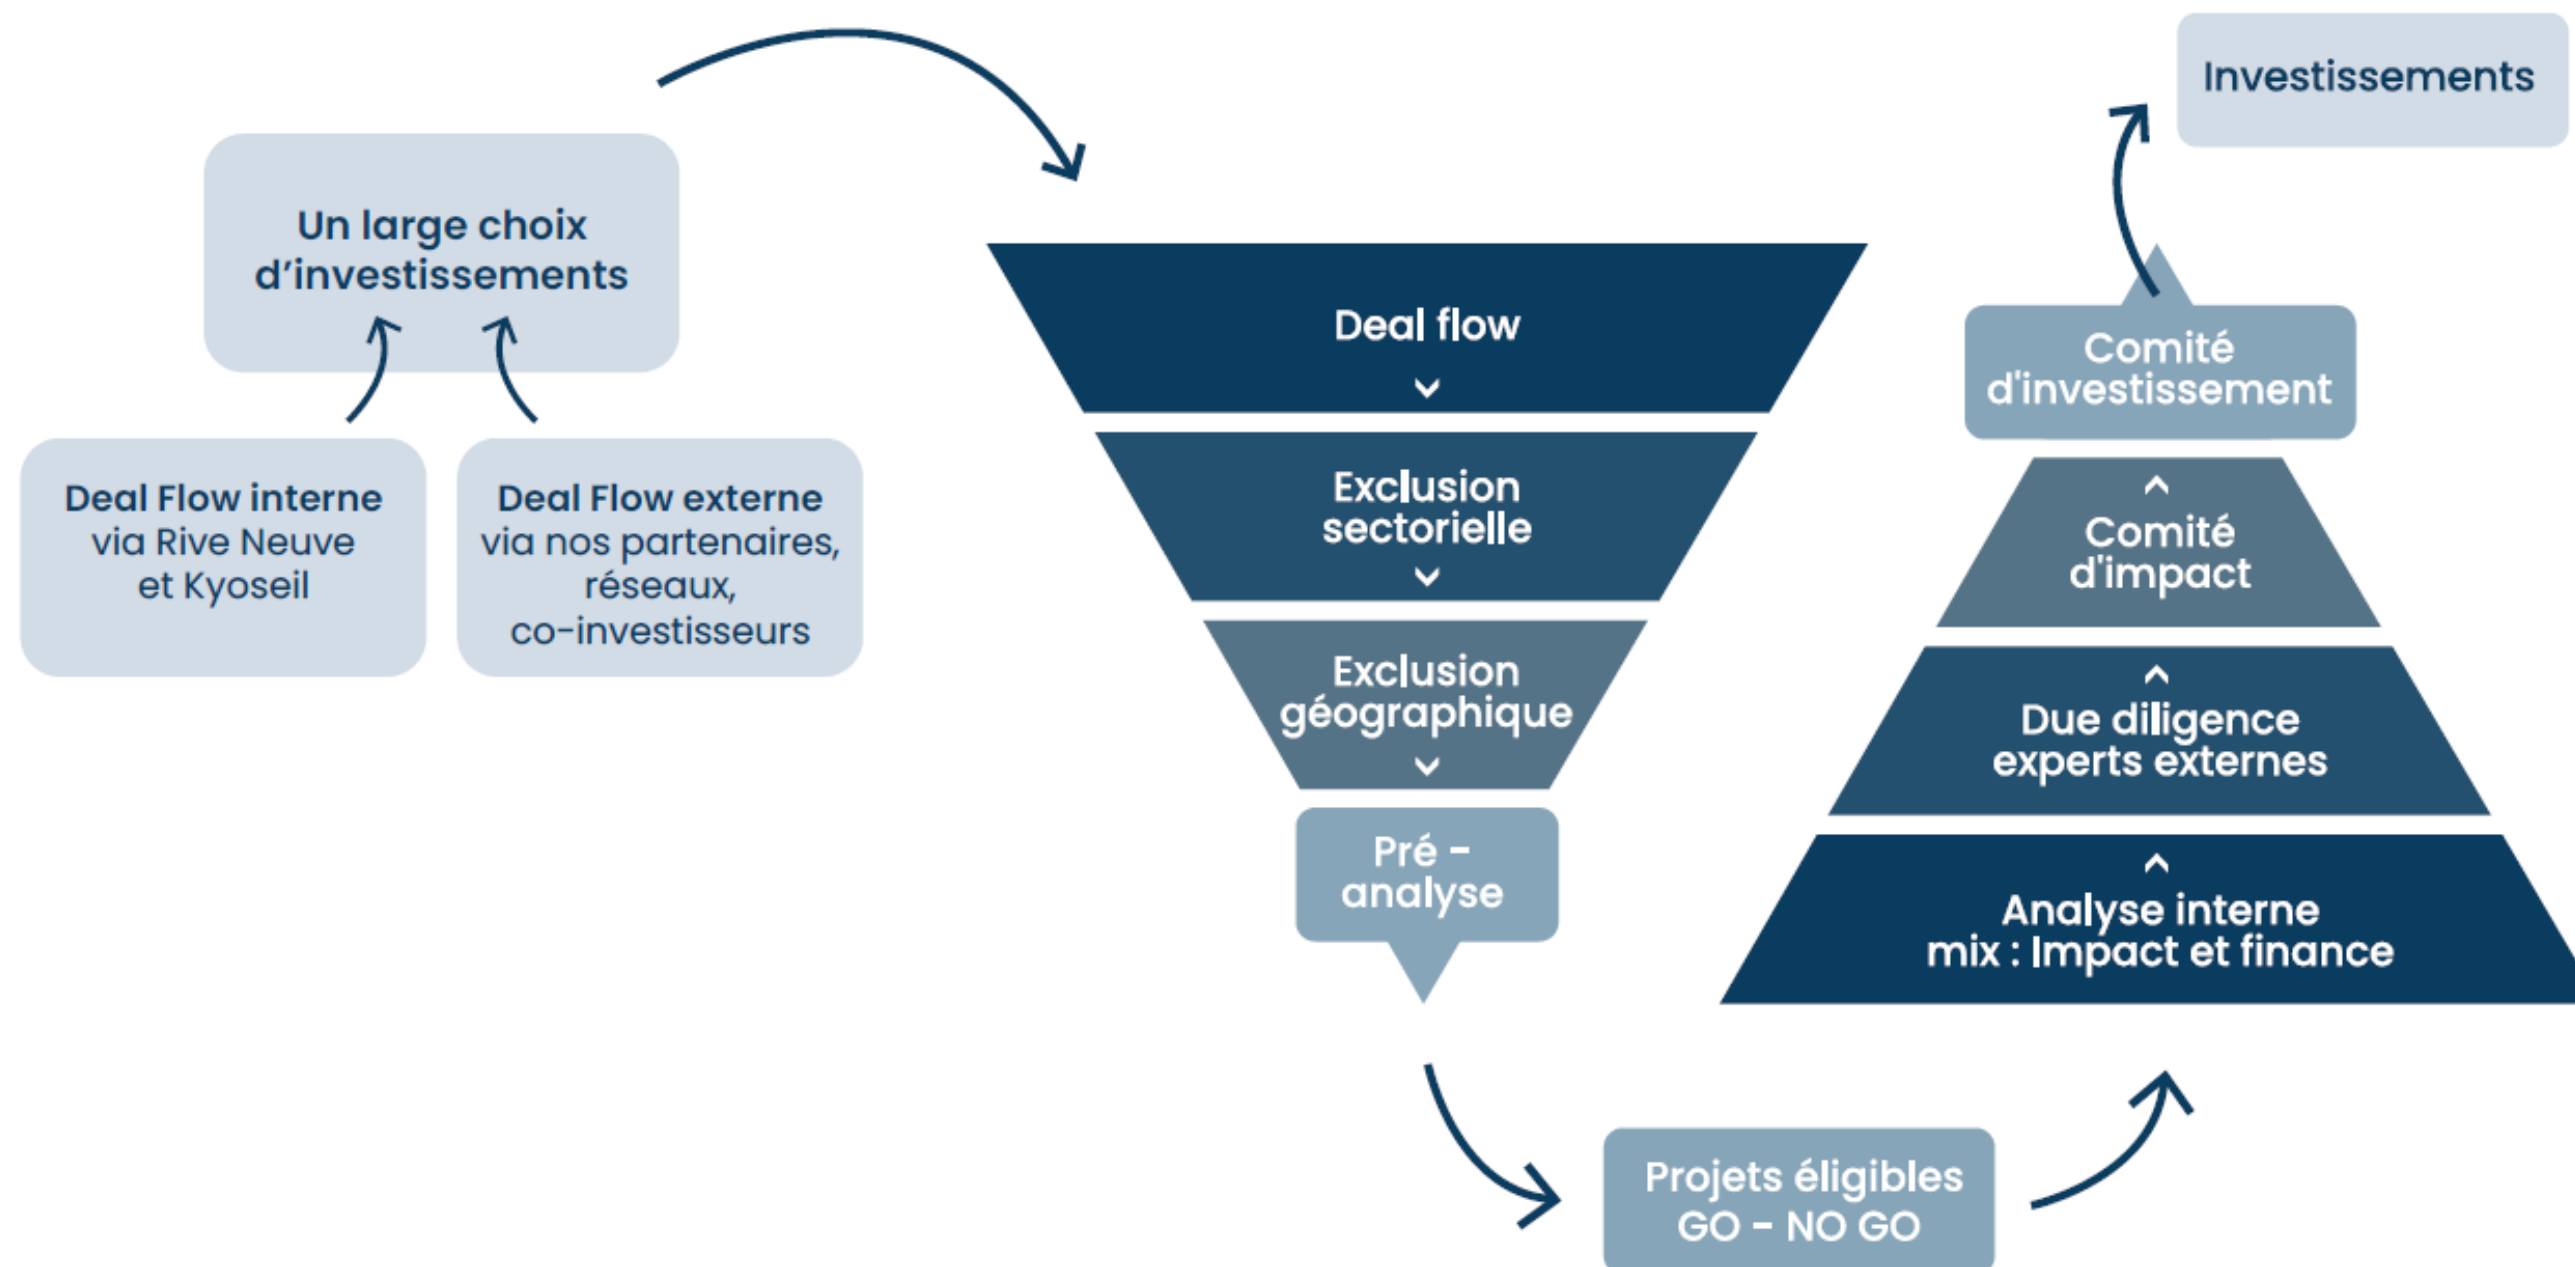 Un large choix
d'investissements
Deal Flow interne
via Rive Neuve
et Kyoseil
Deal Flow externe
via nos partenaires,
réseaux,
co-investisseurs
Deal flow
Exclusion
sectorielle
Exclusion
géographique
Pré -
analyse
Projets éligibles
GO - NO GO
Analyse interne
mix : Impact et finance
Due diligence
experts externes
Comité
d'impact
Comité
d'investissement
Investissements